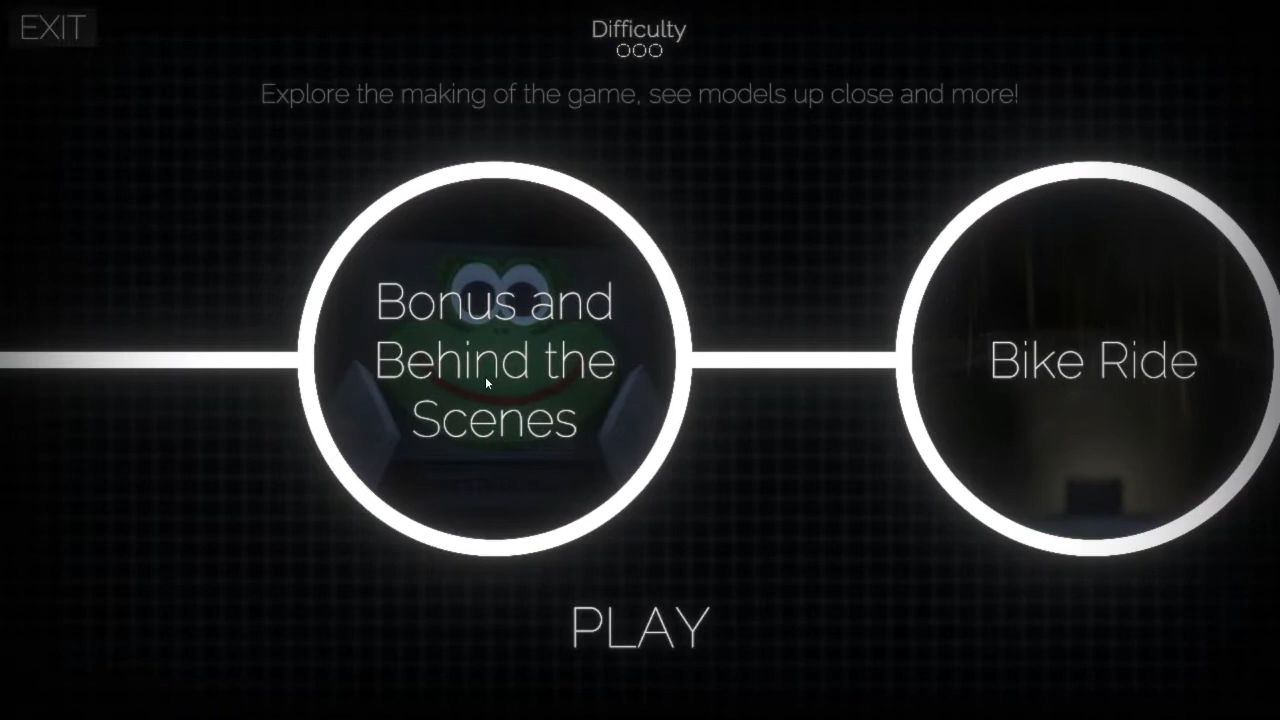 EXIT
Difficulty
Explore the making of the game, see models up close and more!
Bonus and
Behind the
Scenes
Bike Ride
PLAY